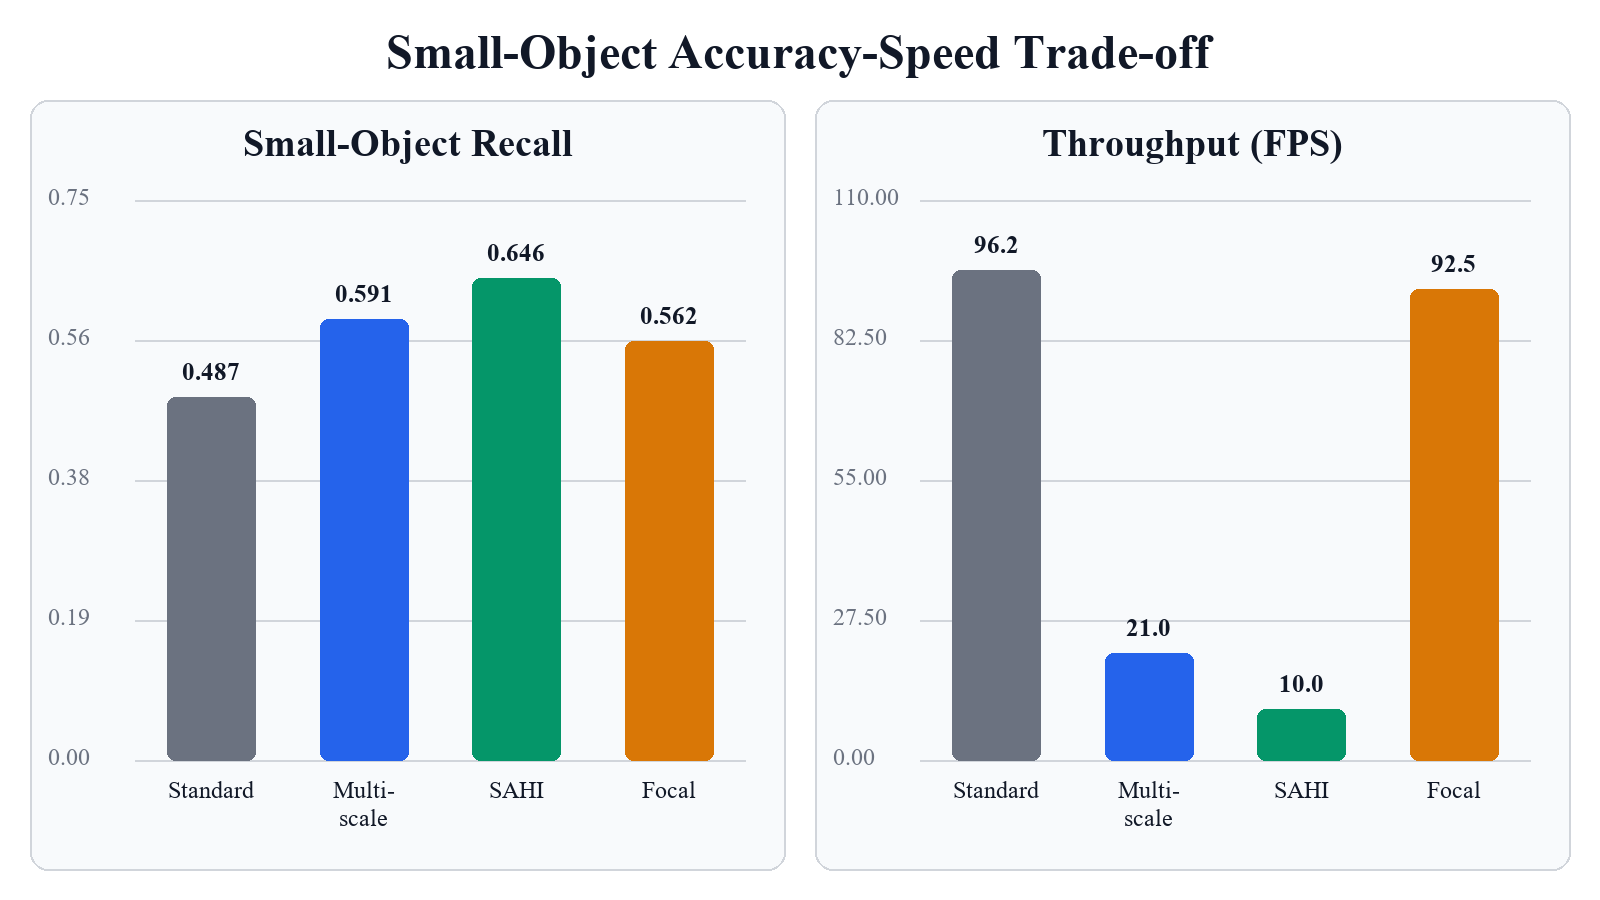 Small-Object Accuracy-Speed Trade-off
Small-Object Recall
0.75
0.56
0.38
0.19
0.00
0.487
0.591
0.646
0.562
Standard
Multi-
scale
SAHI
Focal
Throughput (FPS)
110.00
82.50
55.00
27.50
0.00
96.2
21.0
10.0
92.5
Standard
Multi-
scale
SAHI
Focal